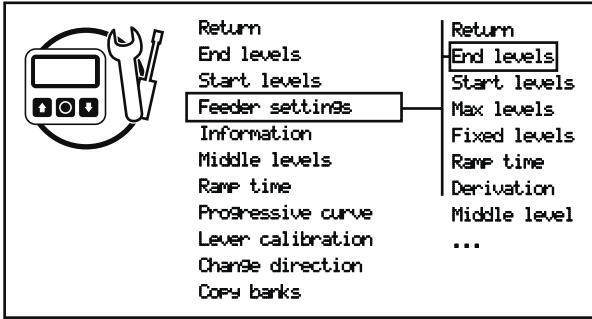 Return
End levels
Start levels
Feeder settings
Information
Middle levels
Ramp time
Progressive curve
Lever calibration
Change direction
Copy banks
Return
End levels
Start levels
Max levels
Fixed levels
Ramp time
Derivation
Middle level
...